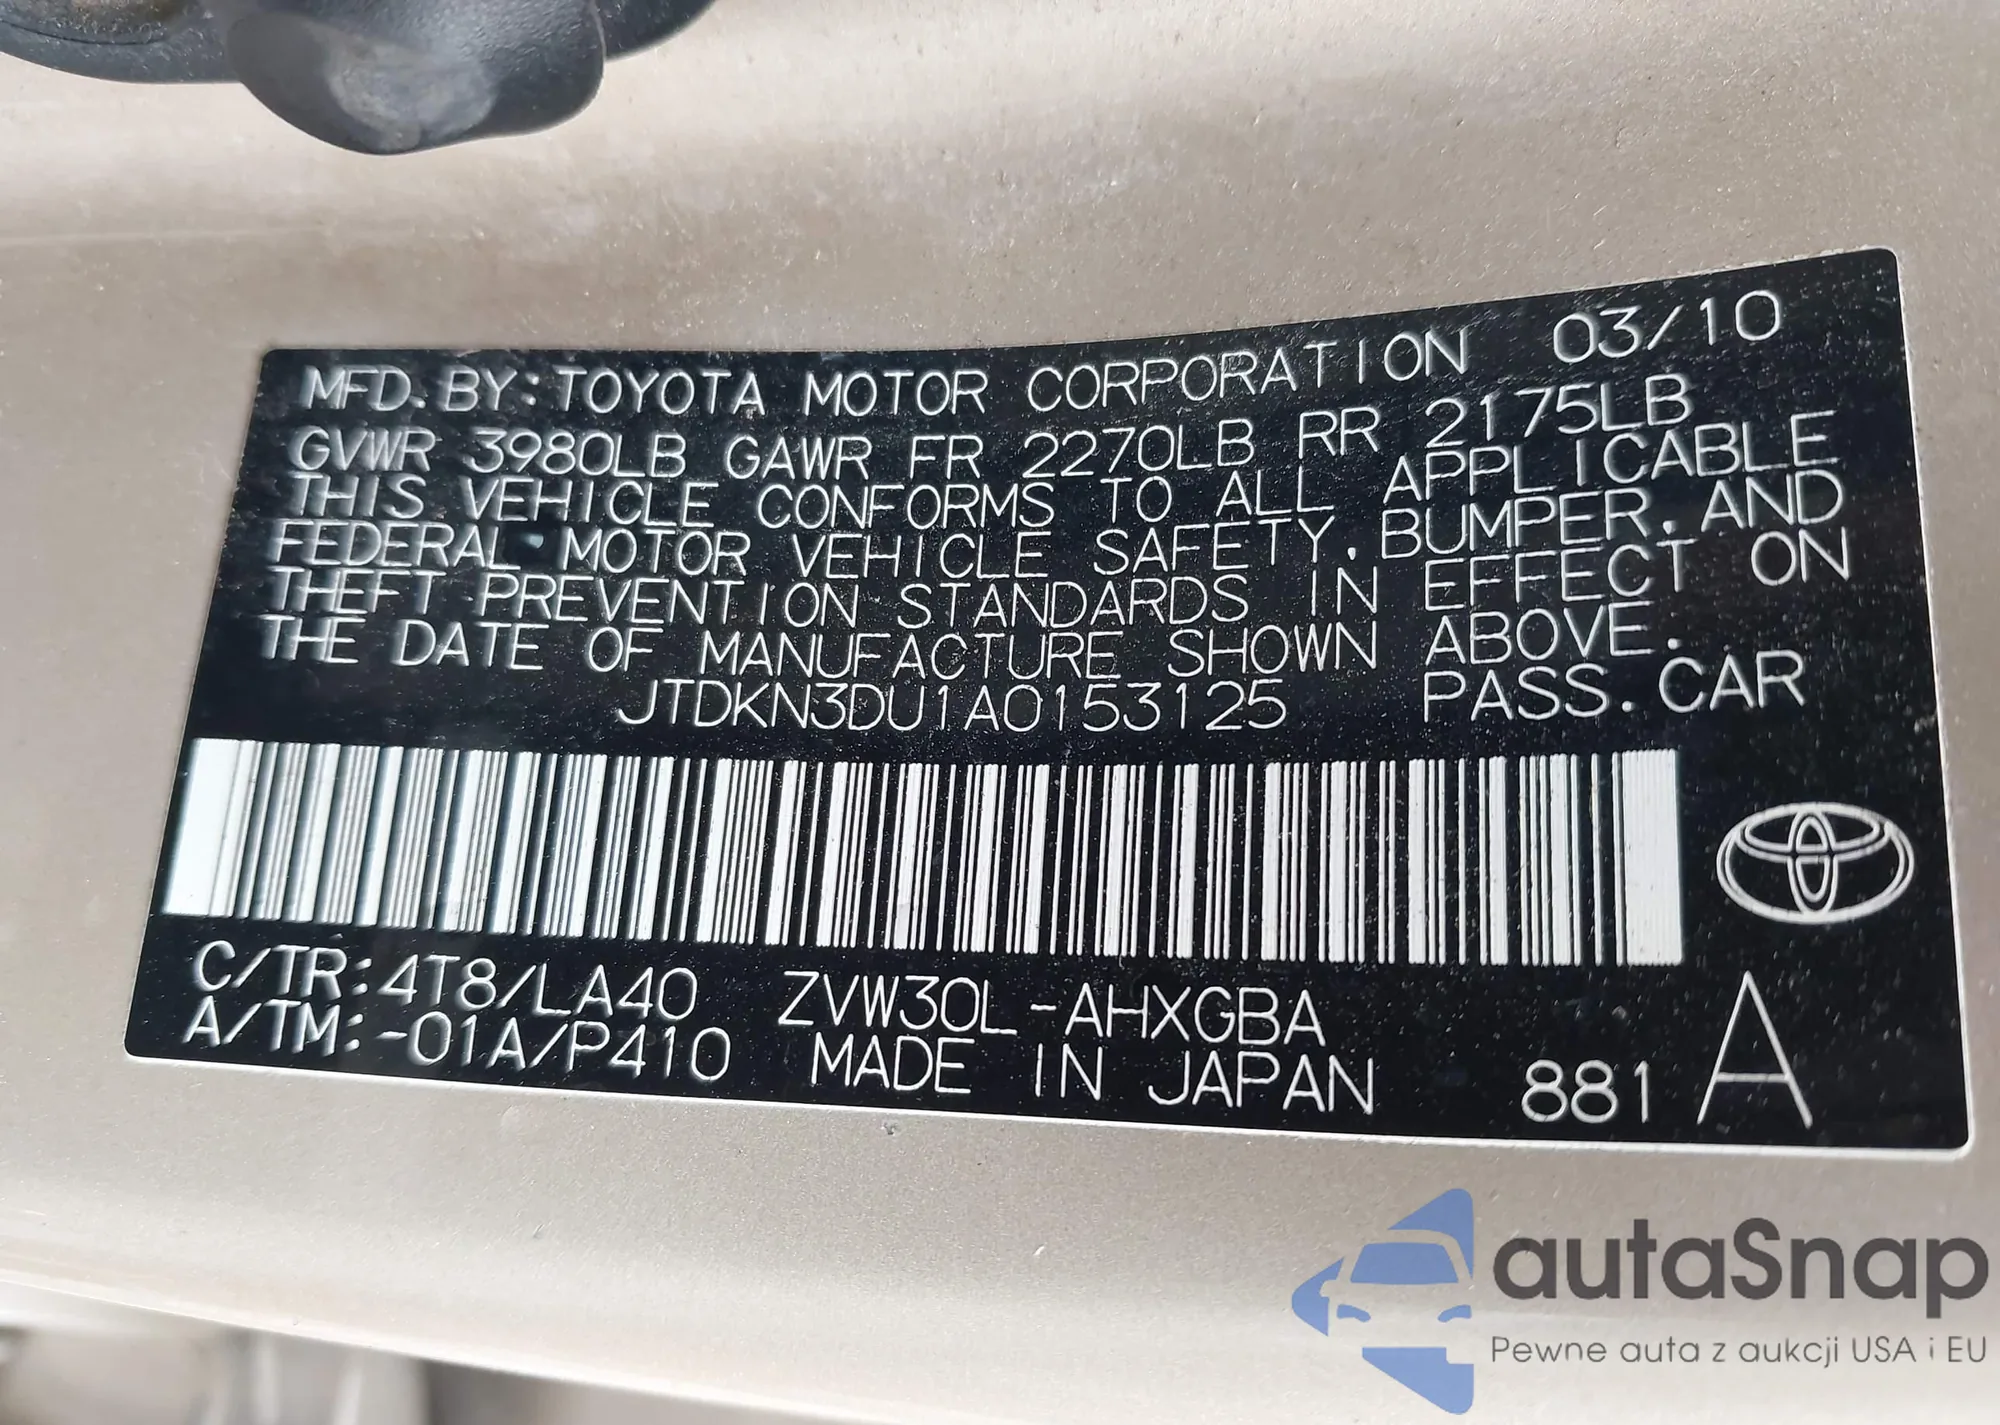 MFD. BY: TOYOTA MOTOR CORPORATION 03/10
GVWR 3980LB GAWR FR 2270LB RR 2175LB
THIS VEHICLE CONFORMS TO ALL APPLICABLE
FEDERAL MOTOR VEHICLE SAFETY, BUMPER, AND
THEFT PREVENTION STANDARDS IN EFFECT ON
THE DATE OF MANUFACTURE SHOWN ABOVE.
JTDKN3DU1A0153125 PASS. CAR
C/TR: 4T8/LA40 ZVW30L-AHXGBA
A/TM: -01A/P410 MADE IN JAPAN 881 A
autaSnap
Pewne auta z aukcji USA i EU